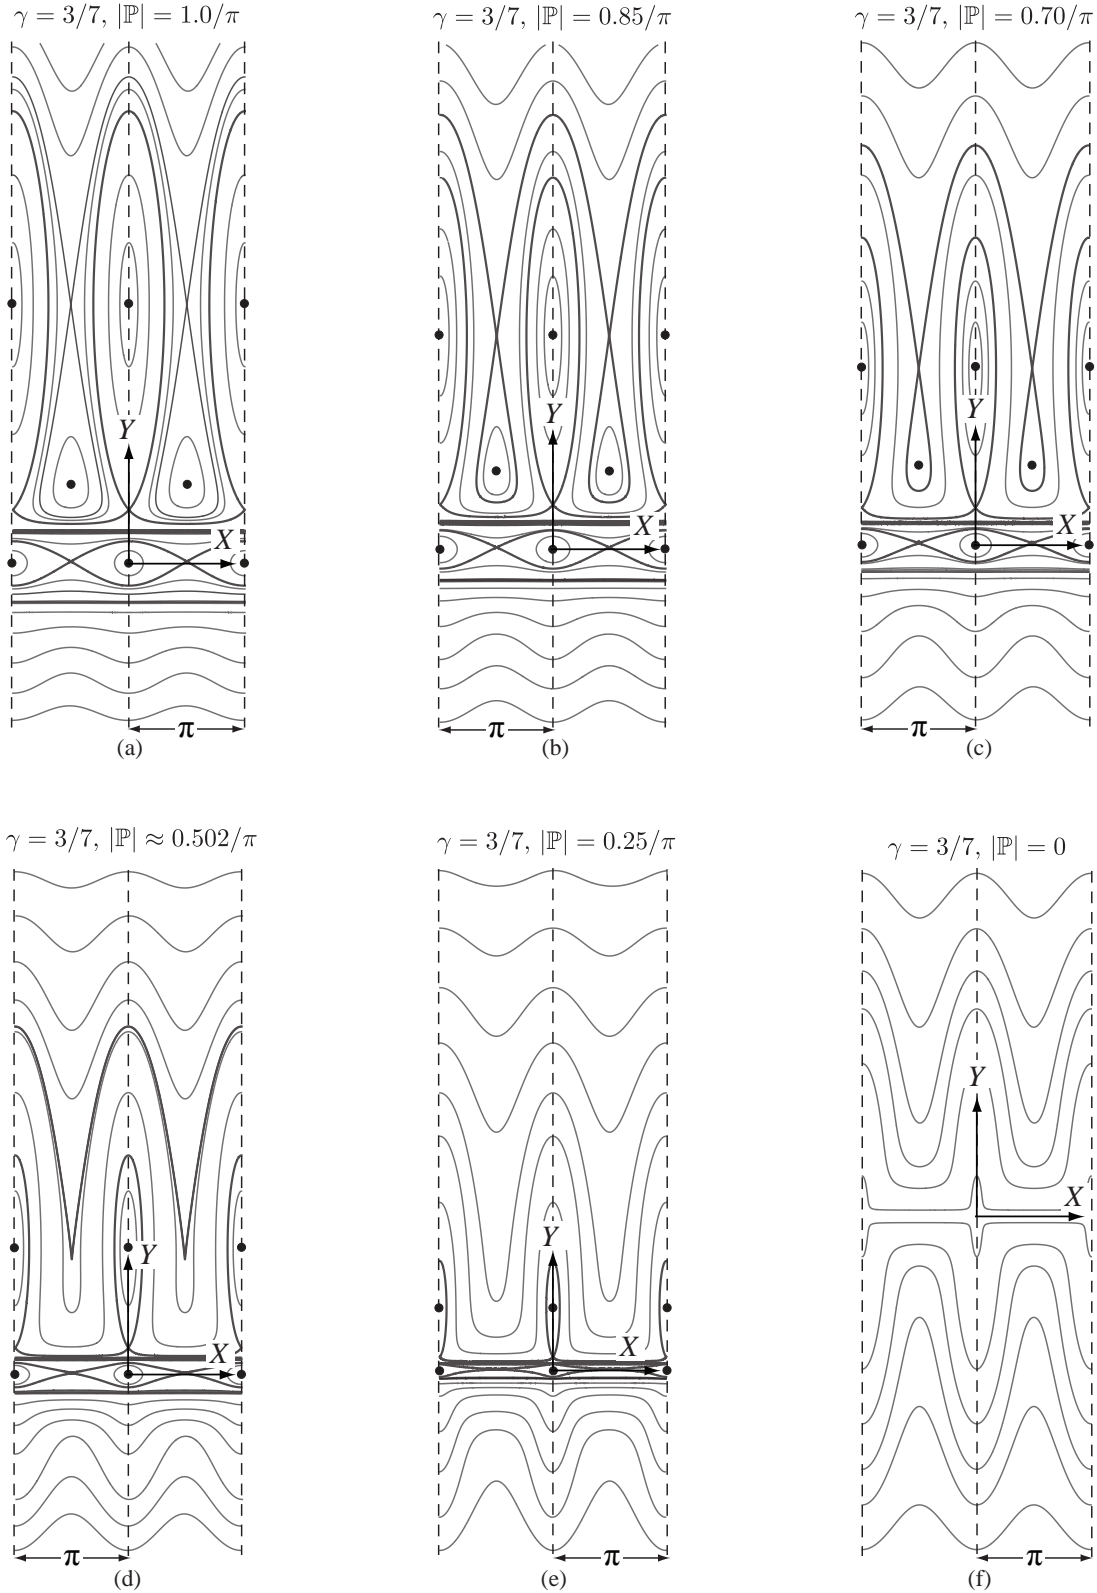 γ = 3/7, |ℙ| = 1.0/π
γ = 3/7, |ℙ| = 0.85/π
γ = 3/7, |ℙ| = 0.70/π
Y
X
π
(a)
Y
X
π
(b)
Y
X
π
(c)
γ = 3/7, |ℙ| ≈ 0.502/π
γ = 3/7, |ℙ| = 0.25/π
γ = 3/7, |ℙ| = 0
Y
X
π
(d)
Y
X
π
(e)
Y
X
π
(f)